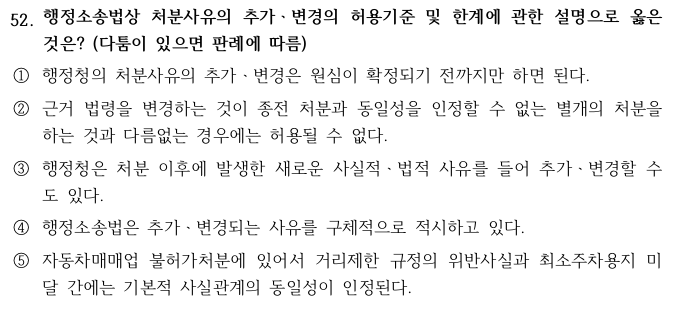 52. 행정소송법상 처분사유의 추가ㆍ변경의 허용기준 및 한계에 관한 설명으로 옳은
것은? (다툼이 있으면 판례에 따름)
① 행정청의 처분사유의 추가ㆍ변경은 원심이 확정되기 전까지만 하면 된다.
② 근거 법령을 변경하는 것이 종전 처분과 동일성을 인정할 수 없는 별개의 처분을
하는 것과 다름없는 경우에는 허용될 수 없다.
③ 행정청은 처분 이후에 발생한 새로운 사실적ㆍ법적 사유를 들어 추가ㆍ변경할 수
도 있다.
④ 행정소송법은 추가ㆍ변경되는 사유를 구체적으로 적시하고 있다.
⑤ 자동차매매업 불허가처분에 있어서 거리제한 규정의 위반사실과 최소주차용지 미
달 간에는 기본적 사실관계의 동일성이 인정된다.